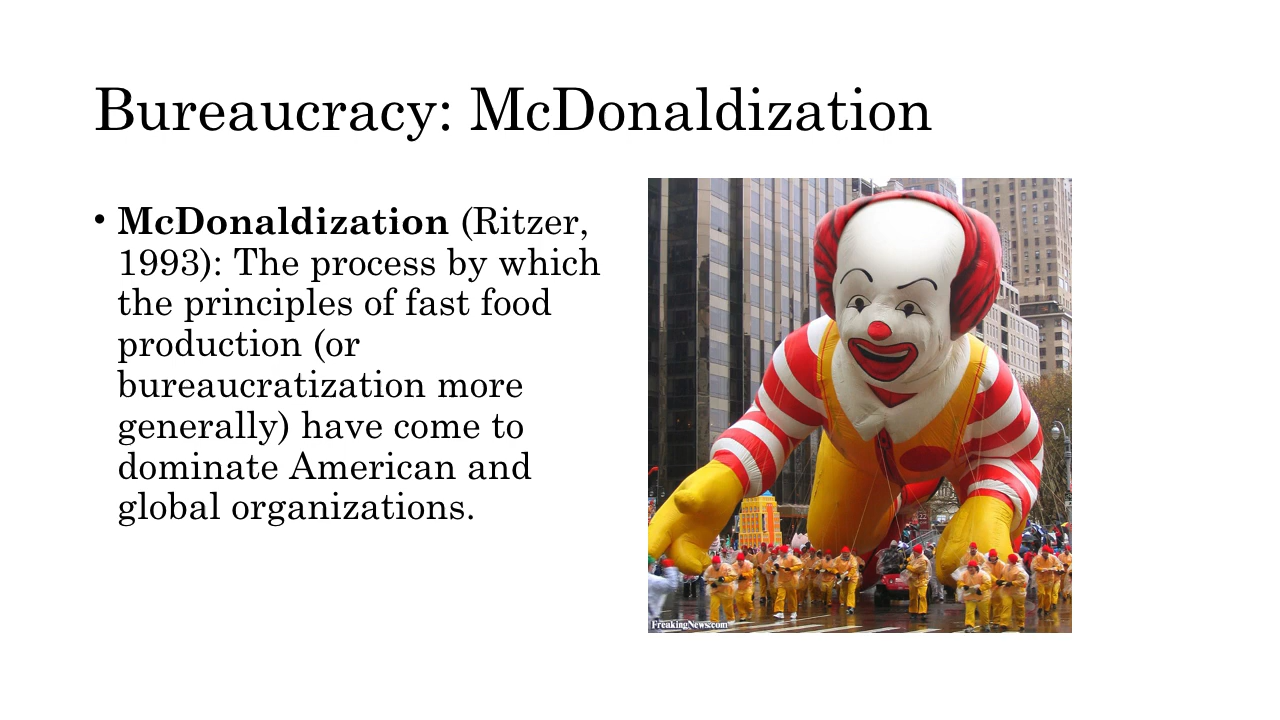 Bureaucracy: McDonaldization
• McDonaldization (Ritzer,
1993): The process by which
the principles of fast food
production (or
bureaucratization more
generally) have come to
dominate American and
global organizations.
FreakingNews.com